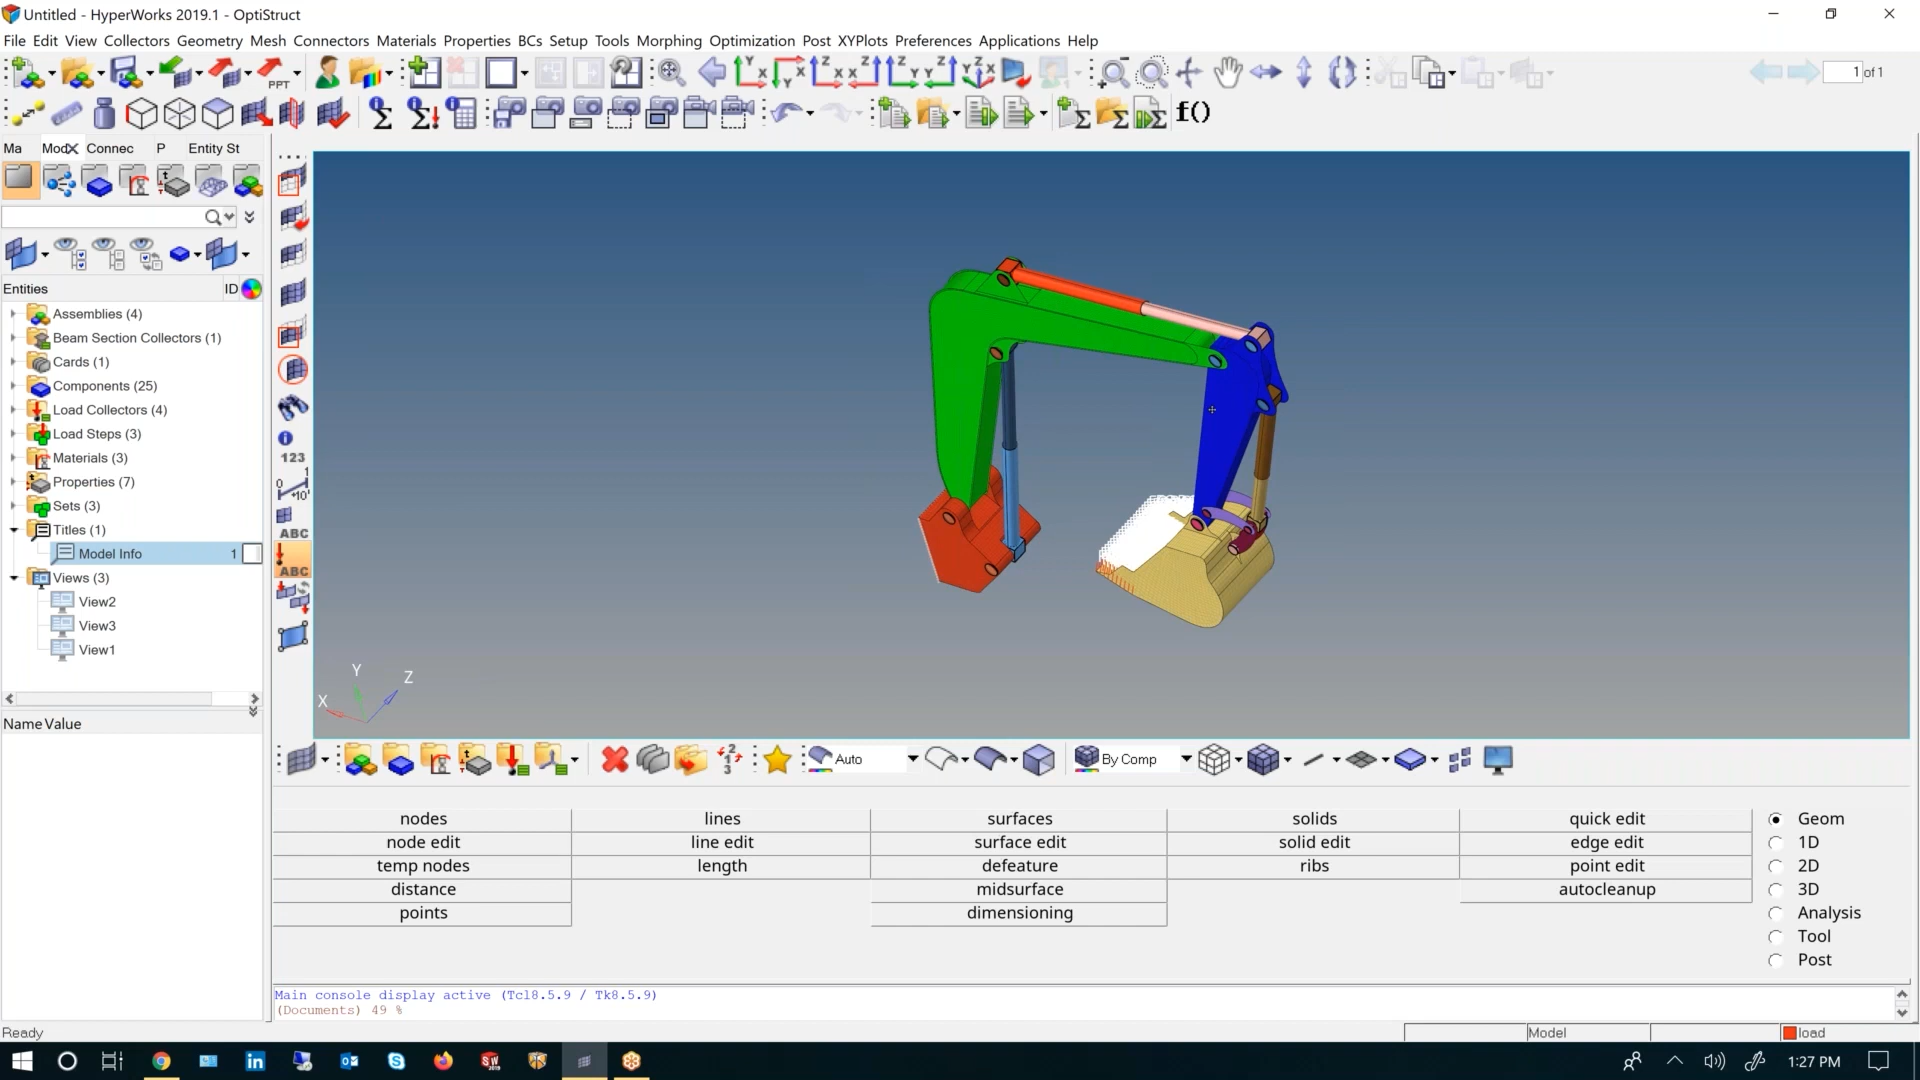 Untitled - HyperWorks 2019.1 - OptiStruct
File Edit View Collectors Geometry Mesh Connectors Materials Properties BCs Setup Tools Morphing Optimization Post XYPlots Preferences Applications Help
PPT
1 of 1
f()
Ma Mod Connec P Entity St
Entities ID
Assemblies (4)
Beam Section Collectors (1)
Cards (1)
Components (25)
Load Collectors (4)
Load Steps (3)
Materials (3)
Properties (7)
Sets (3)
Titles (1)
Model Info 1
Views (3)
View2
View3
View1
Name Value
123
ABC
ABC
Y
Z
X
Auto
By Comp
nodes lines surfaces solids quick edit Geom
node edit line edit surface edit solid edit edge edit 1D
temp nodes length defeature ribs point edit 2D
distance midsurface autocleanup 3D
points dimensioning Analysis
Tool
Post
Main console display active (Tcl8.5.9 / Tk8.5.9)
(Documents) 49 %
Ready Model load
1:27 PM